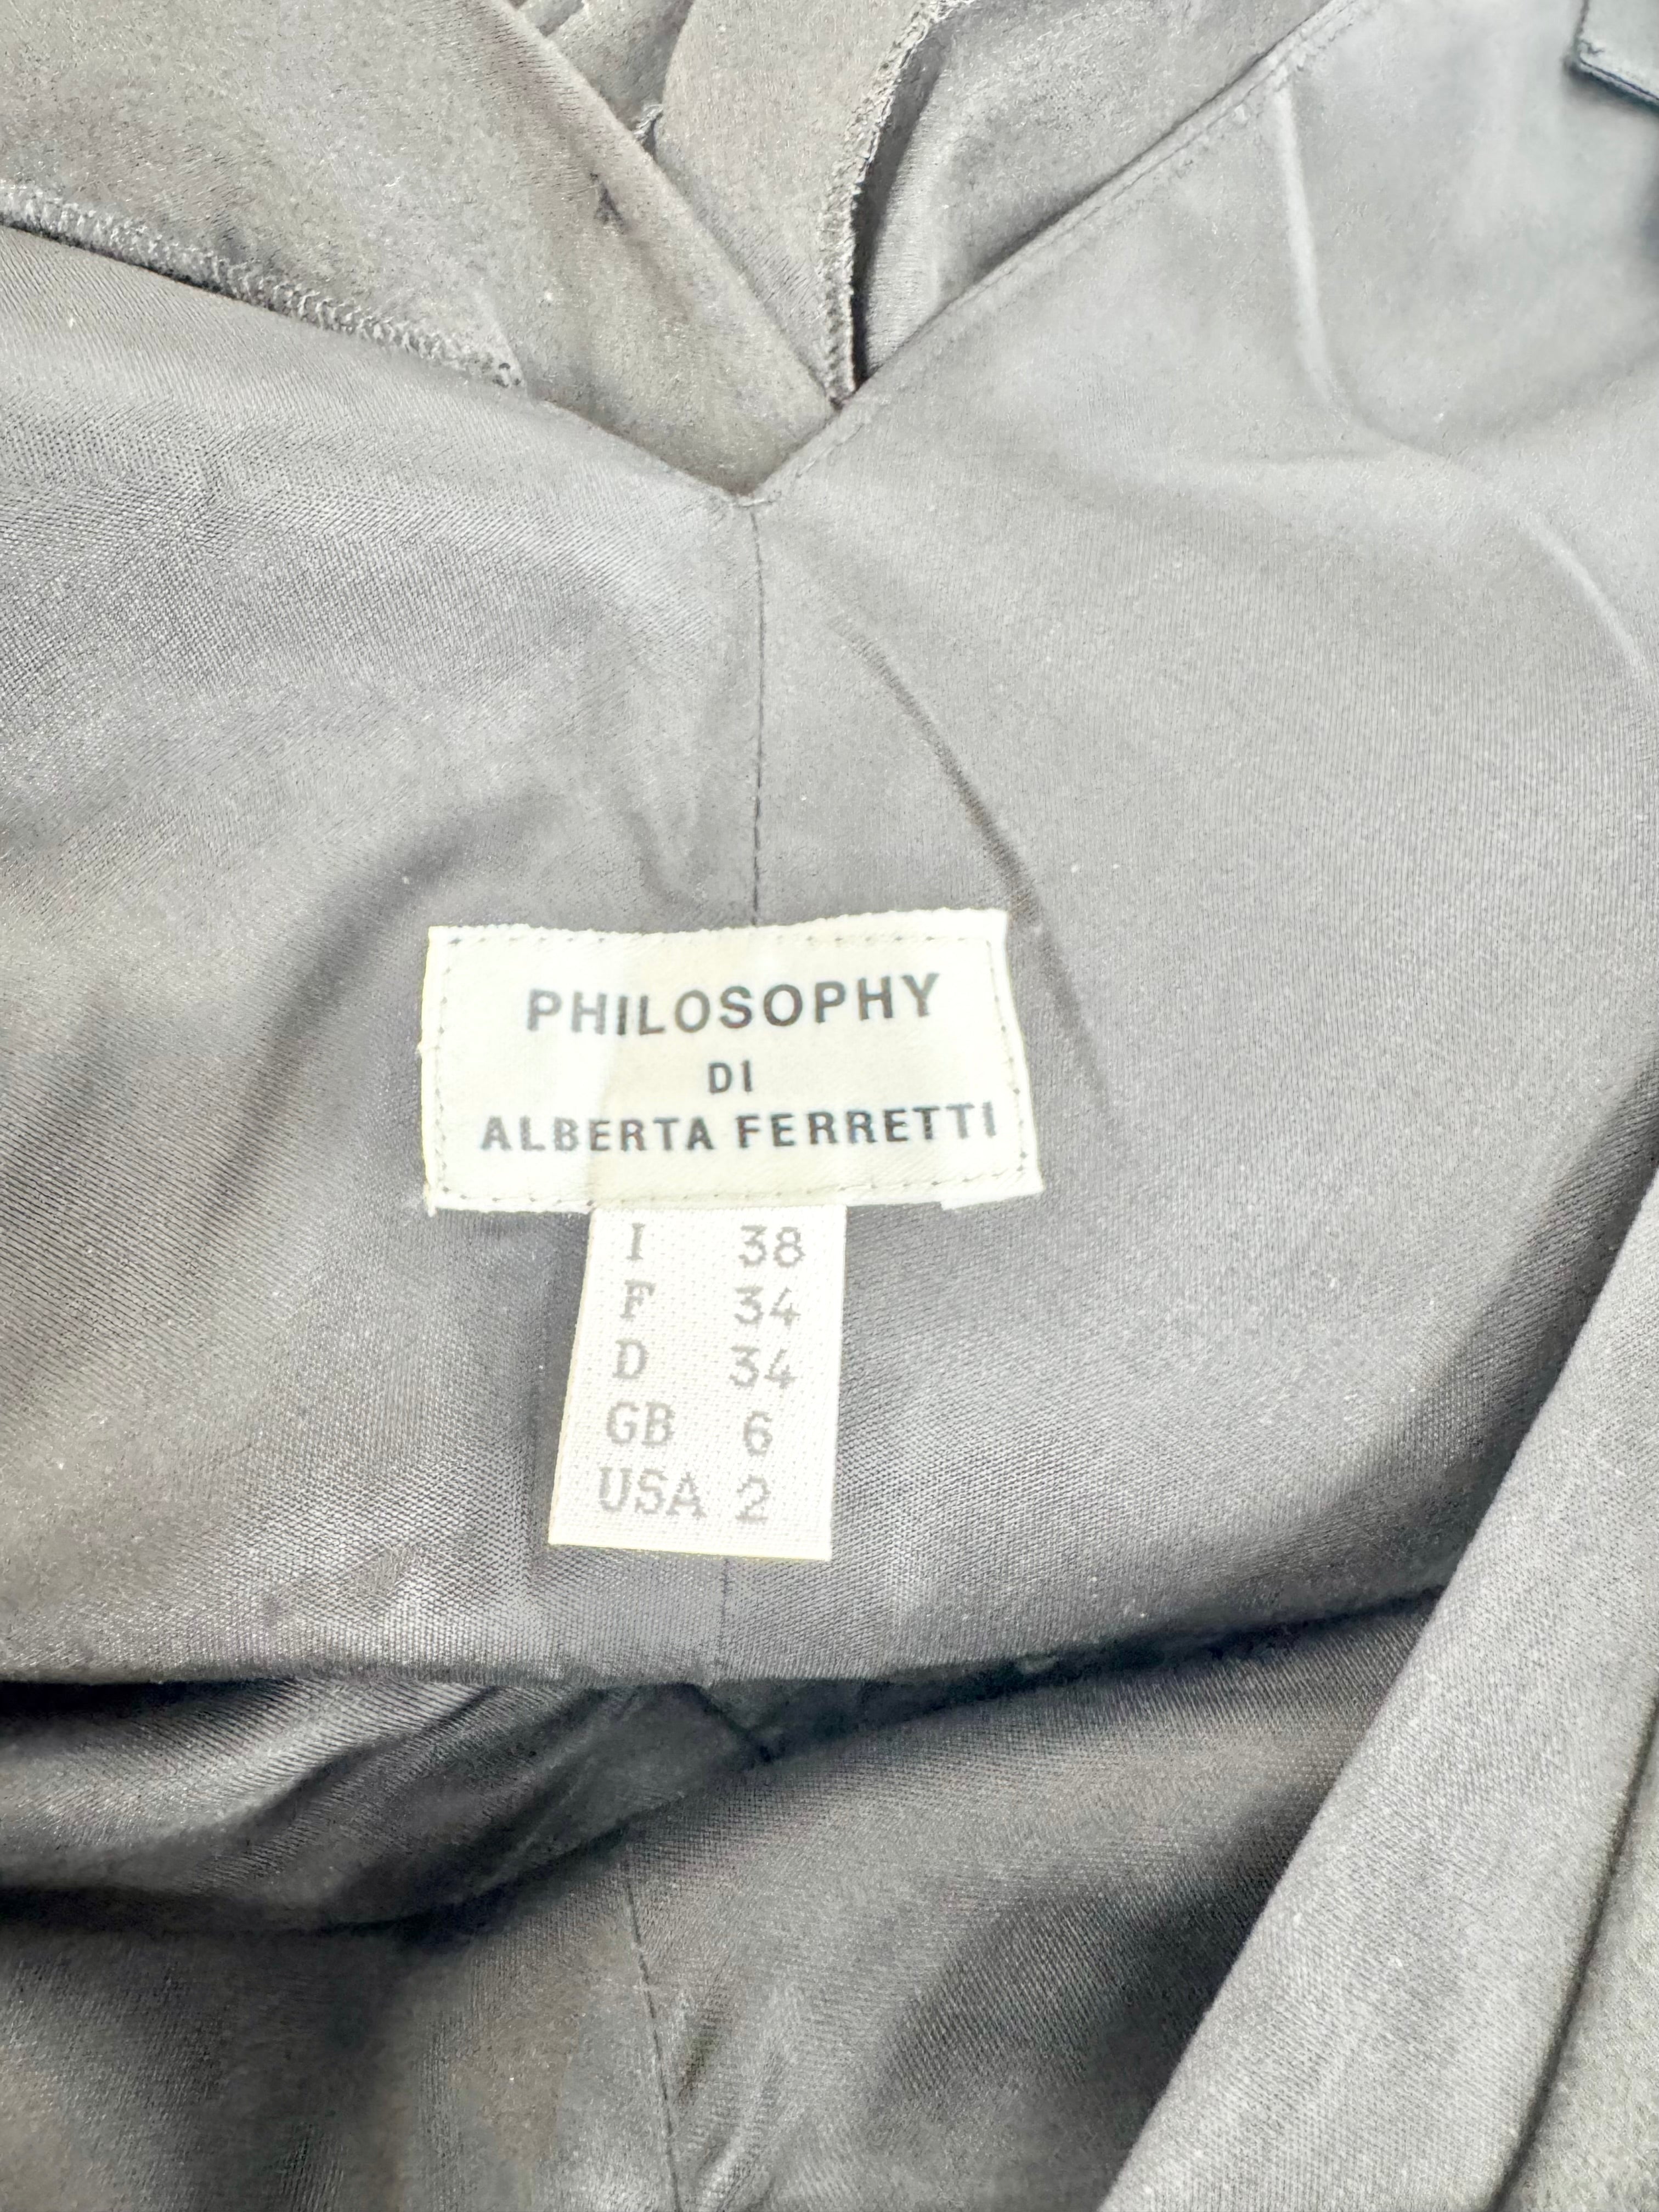 PHILOSOPHY
DI
ALBERTA FERRETTI
I 38
F 34
D 34
GB 6
USA 2